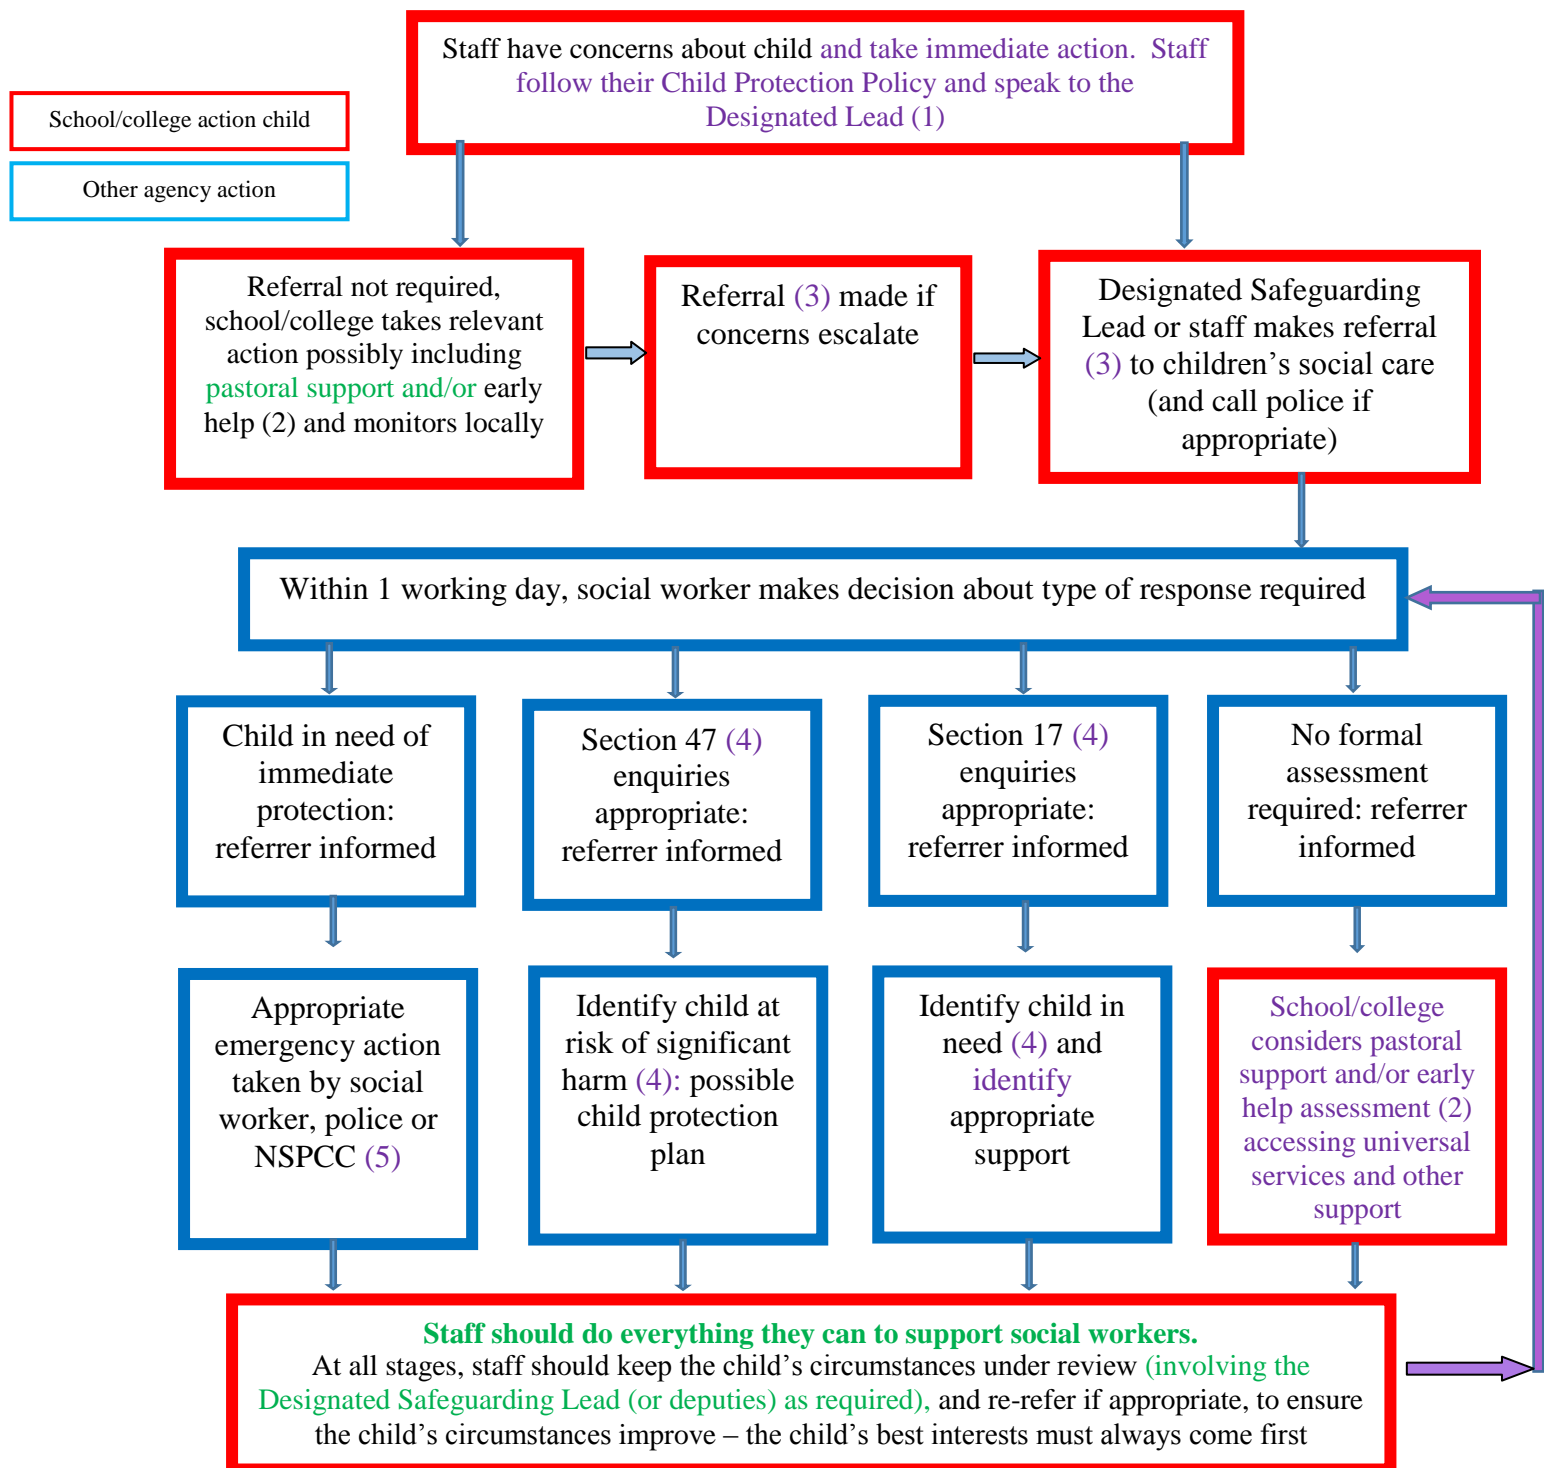 Staff have concerns about child and take immediate action.  Staff
follow their Child Protection Policy and speak to the
Designated Lead (1)
School/college action child
Other agency action
Referral not required,
school/college takes relevant
action possibly including
pastoral support and/or early
help (2) and monitors locally
Referral (3) made if
concerns escalate
Designated Safeguarding
Lead or staff makes referral
(3) to children’s social care
(and call police if
appropriate)
Within 1 working day, social worker makes decision about type of response required
Child in need of
immediate
protection:
referrer informed
Section 47 (4)
enquiries
appropriate:
referrer informed
Section 17 (4)
enquiries
appropriate:
referrer informed
No formal
assessment
required: referrer
informed
Appropriate
emergency action
taken by social
worker, police or
NSPCC (5)
Identify child at
risk of significant
harm (4): possible
child protection
plan
Identify child in
need (4) and
identify
appropriate
support
School/college
considers pastoral
support and/or early
help assessment (2)
accessing universal
services and other
support
Staff should do everything they can to support social workers.
At all stages, staff should keep the child’s circumstances under review (involving the
Designated Safeguarding Lead (or deputies) as required), and re-refer if appropriate, to ensure
the child’s circumstances improve – the child’s best interests must always come first